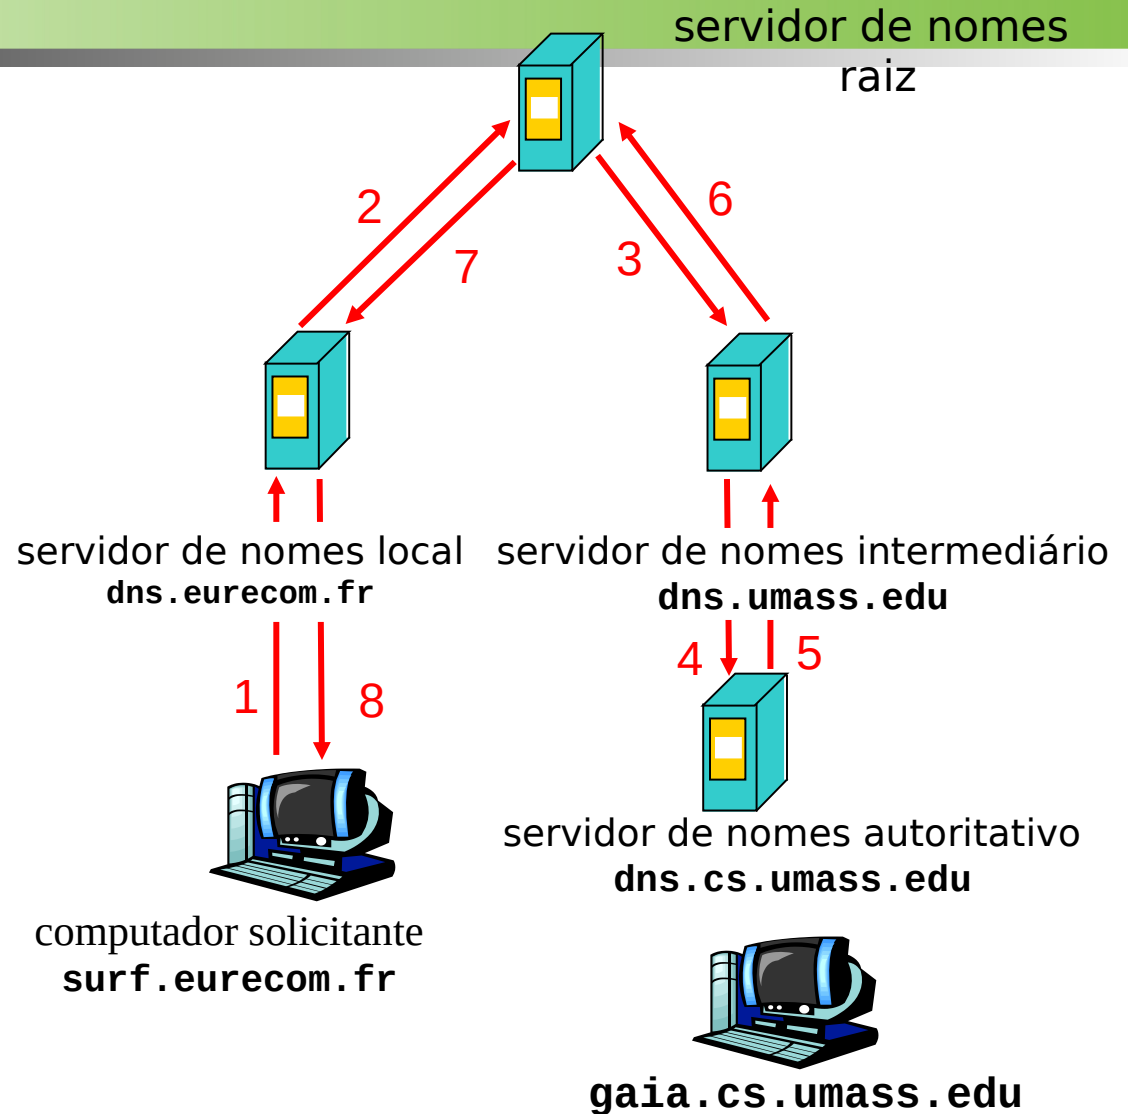 servidor de nomes
raiz
2
6
7
3
servidor de nomes local
dns.eurecom.fr
servidor de nomes intermediário
dns.umass.edu
4
5
1
8
servidor de nomes autoritativo
dns.cs.umass.edu
computador solicitante
surf.eurecom.fr
gaia.cs.umass.edu